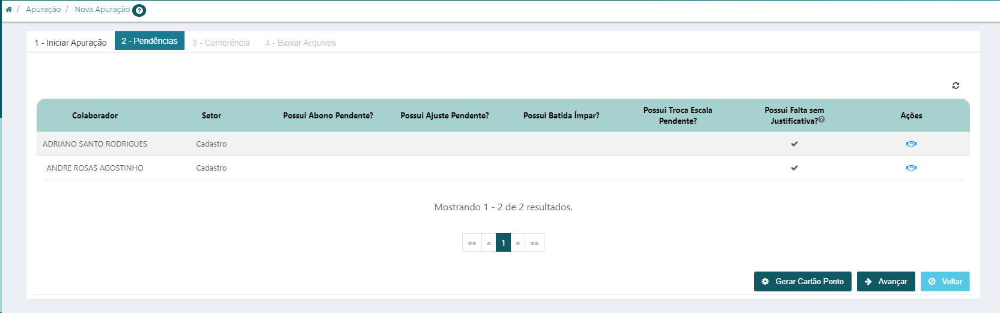 / Apuração / Nova Apuração ?
1 - Iniciar Apuração 2 - Pendências 3 - Conferência 4 - Baixar Arquivos
Colaborador Setor Possui Abono Pendente? Possui Ajuste Pendente? Possui Batida Ímpar? Possui Troca Escala Pendente? Possui Falta sem Justificativa? Ações
ADRIANO SANTO RODRIGUES Cadastro
ANDRE ROSAS AGOSTINHO Cadastro
Mostrando 1 - 2 de 2 resultados.
«« « 1 » »»
Gerar Cartão Ponto Avançar Voltar